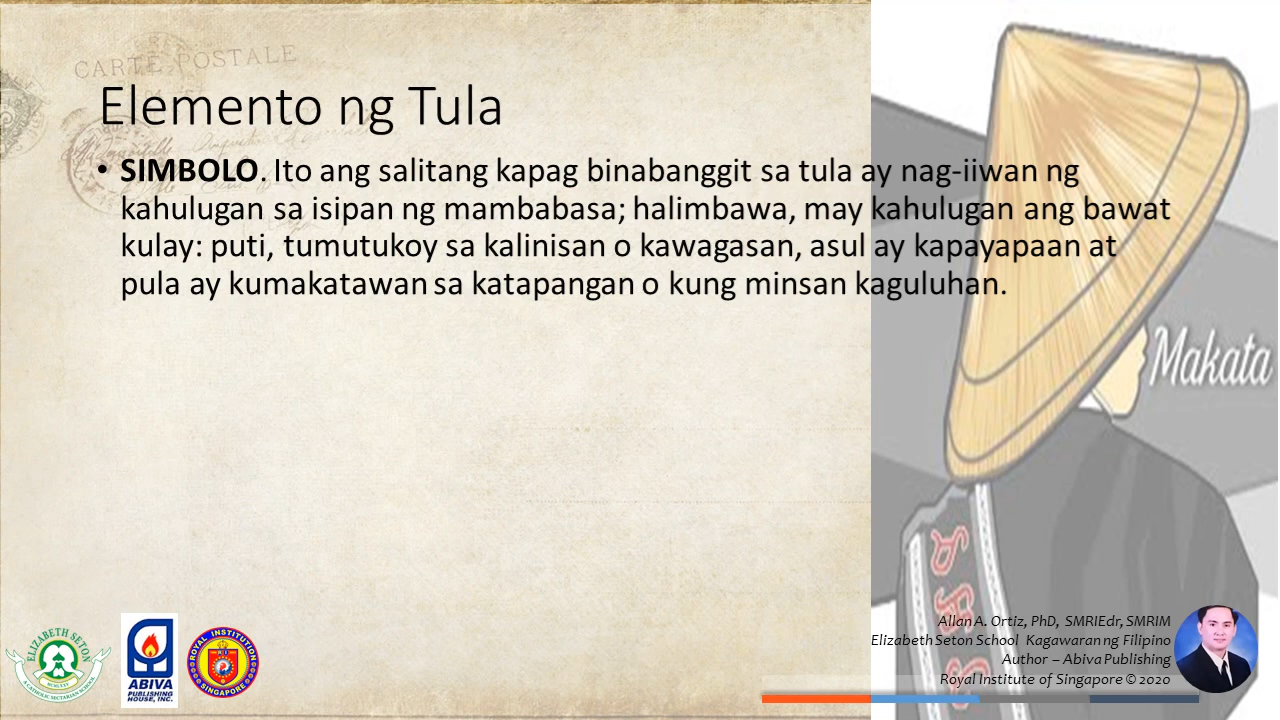 CARTE POSTALE
Elemento ng Tula
• SIMBOLO. Ito ang salitang kapag binabanggit sa tula ay nag-iiwan ng
kahulugan sa isipan ng mambabasa; halimbawa, may kahulugan ang bawat
kulay: puti, tumutukoy sa kalinisan o kawagasan, asul ay kapayapaan at
pula ay kumakatawan sa katapangan o kung minsan kaguluhan.
Makata
Allan A. Ortiz, PhD, SMRIEdr, SMRIM
Elizabeth Seton School Kagawaran ng Filipino
Author – Abiva Publishing
Royal Institute of Singapore © 2020
ELIZABETH SETON
A CATHOLIC SECTARIAN SCHOOL
ABIVA
PUBLISHING
HOUSE, INC.
ROYAL INSTITUTION
SINGAPORE